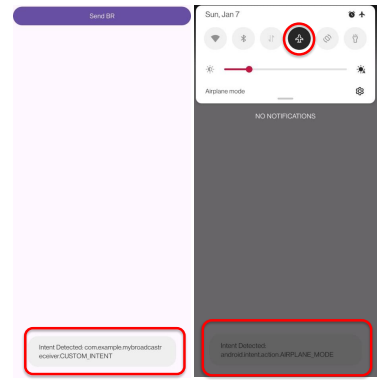 Send BR
Intent Detected: com.example.mybroadcastr
eceiver.CUSTOM_INTENT
Sun, Jan 7
Airplane mode
NO NOTIFICATIONS
Intent Detected:
android.intent.action.AIRPLANE_MODE